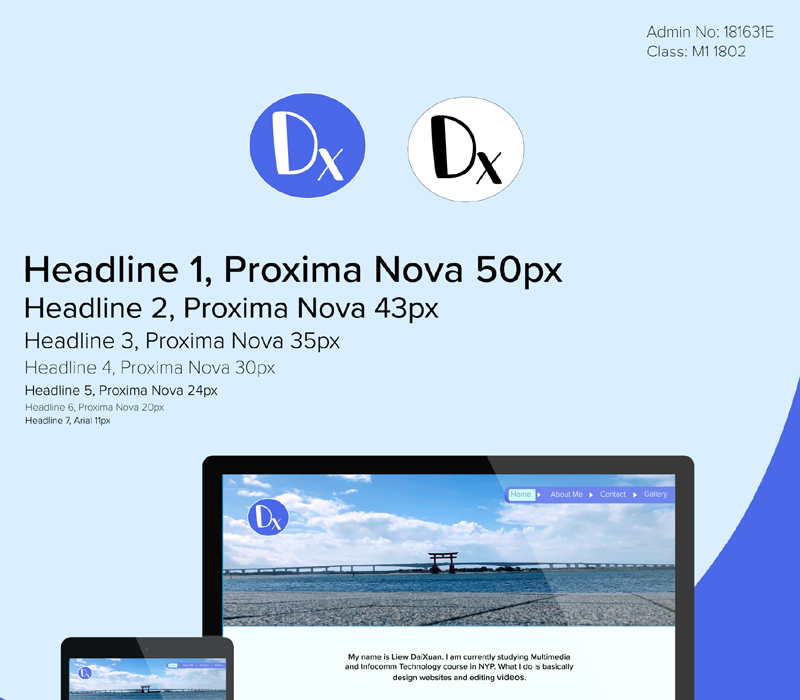 Admin No: 181631E
Class: M1 1802
Dx
Dx
Headline 1, Proxima Nova 50px
Headline 2, Proxima Nova 43px
Headline 3, Proxima Nova 35px
Headline 4, Proxima Nova 30px
Headline 5, Proxima Nova 24px
Headline 6, Proxima Nova 20px
Headline 7, Arial 11px
Home About Me Contact Gallery
Dx
My name is Liew DaiXuan. I am currently studying Multimedia
and Infocomm Technology course in NYP. What I do is basically
design websites and editing videos.
Dx